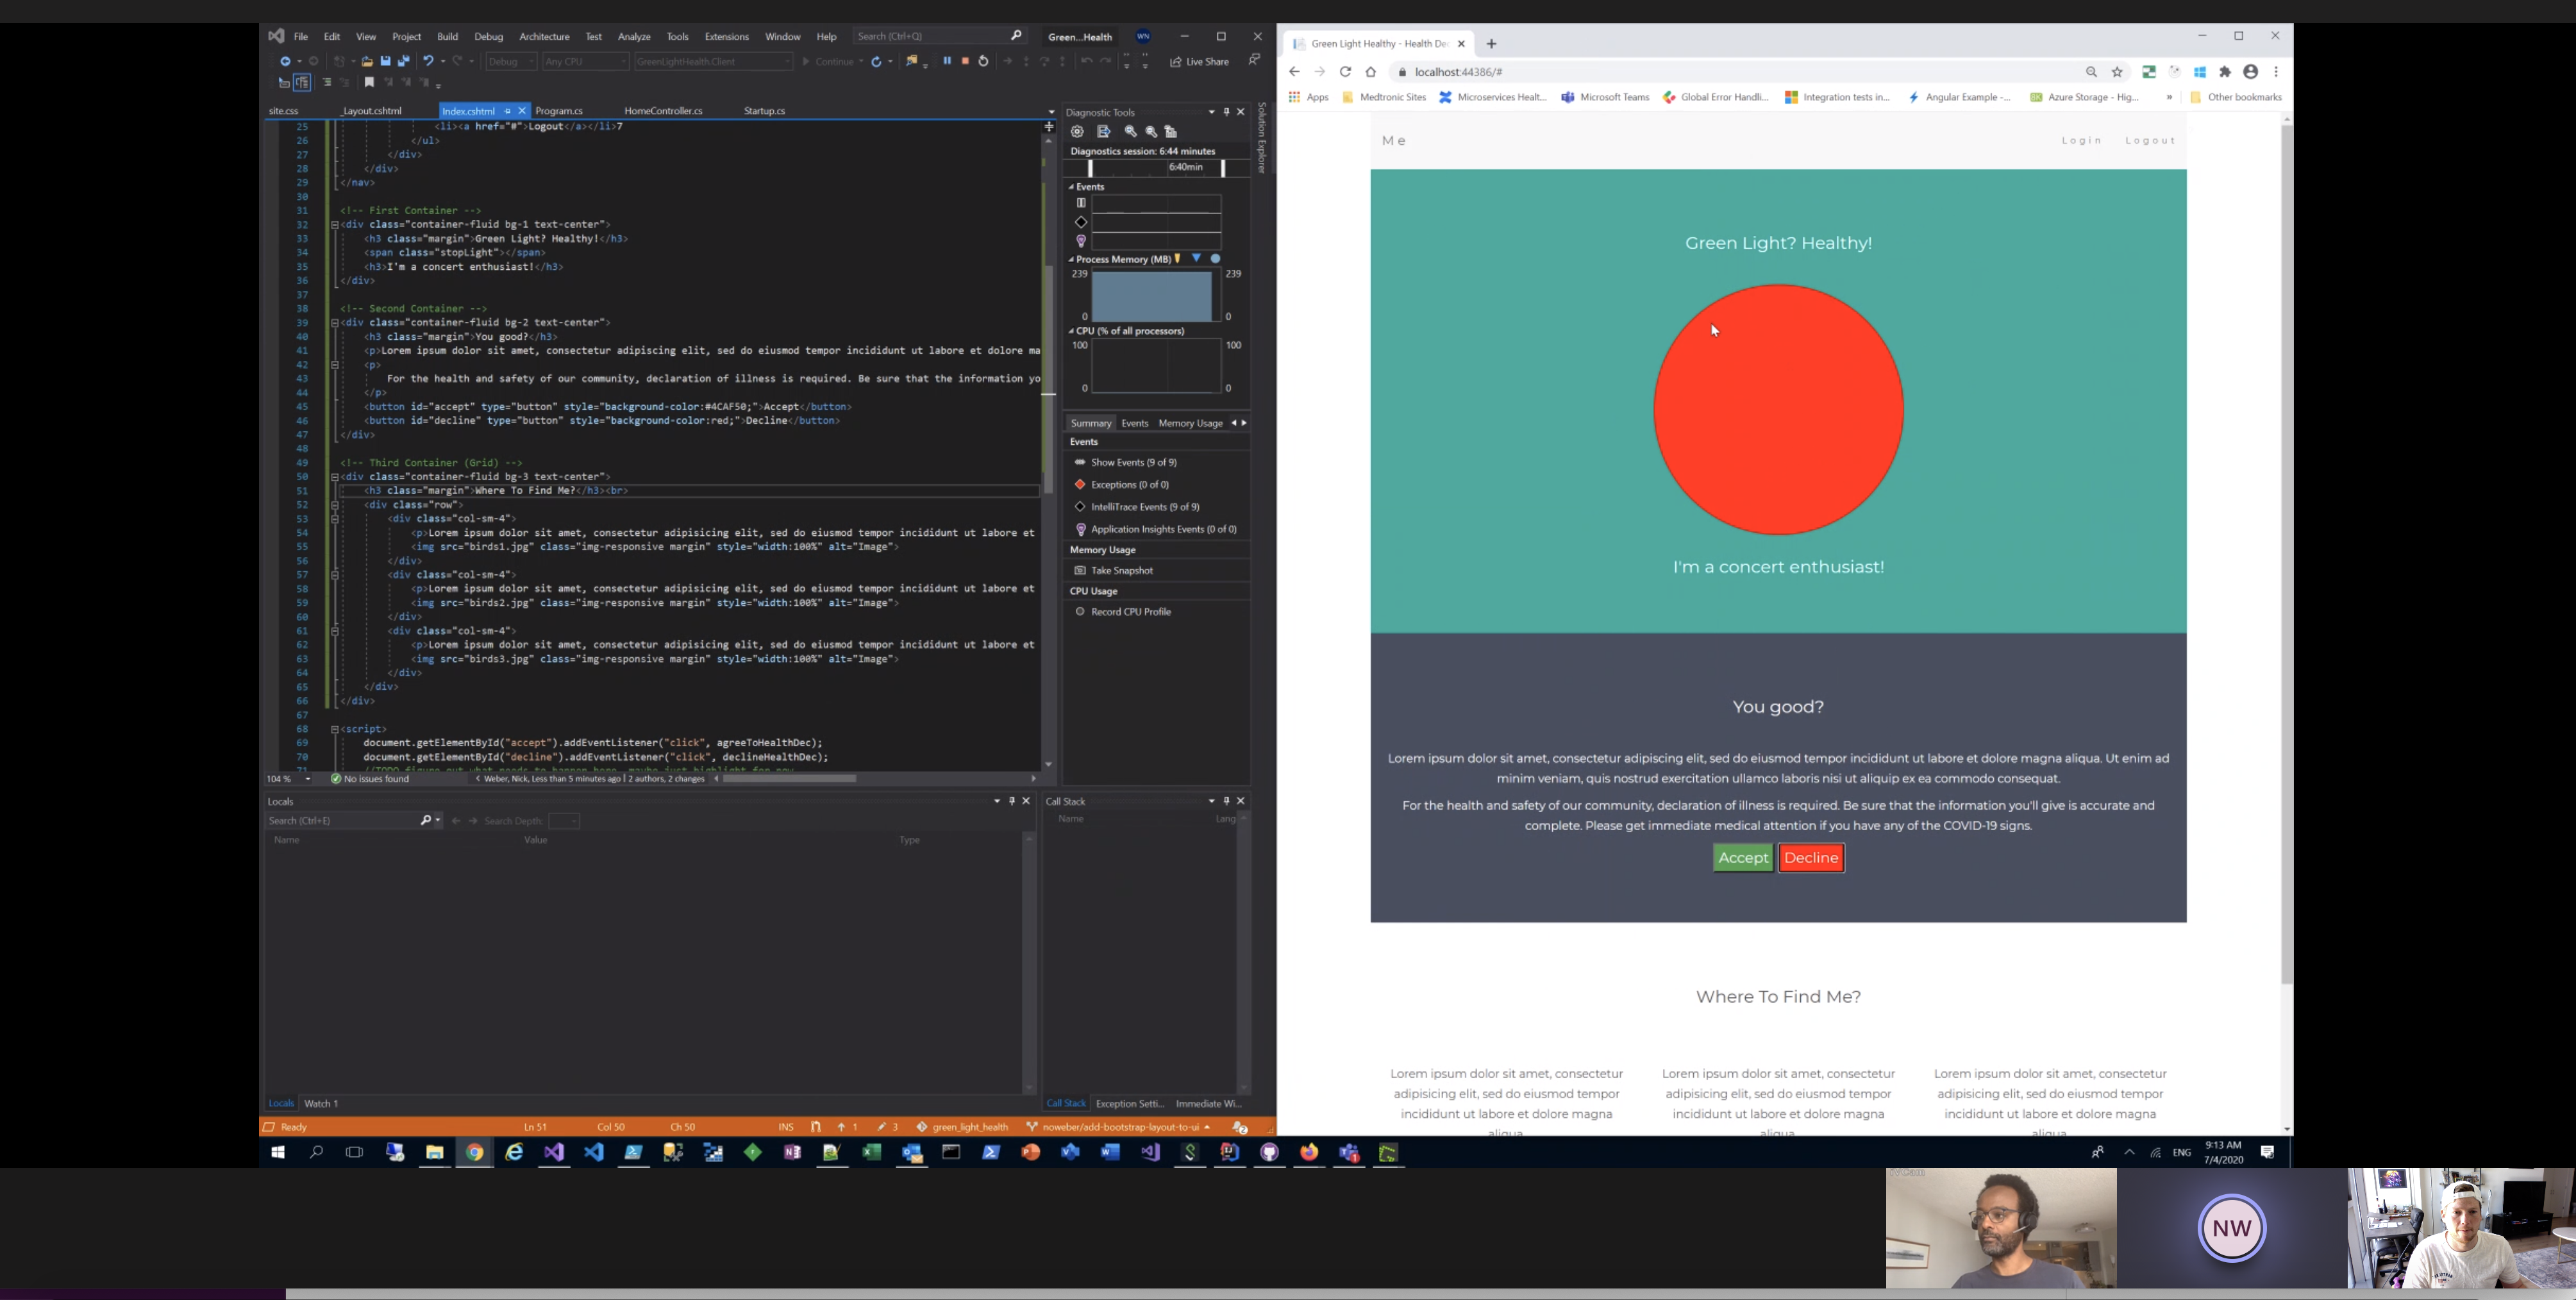 File Edit View Project Build Debug Architecture Test Analyze Tools Extensions Window Help Search (Ctrl+Q) Green...Health WN
Debug Any CPU GreenLightHealth.Client Continue Live Share
site.css _Layout.cshtml Index.cshtml Program.cs HomeController.cs Startup.cs
25 <li><a href="#">Logout</a></li>7
26 </ul>
27 </div>
28 </div>
29 </nav>
30
31 <!-- First Container -->
32 <div class="container-fluid bg-1 text-center">
33 <h3 class="margin">Green Light? Healthy!</h3>
34 <span class="stopLight"></span>
35 <h3>I'm a concert enthusiast!</h3>
36 </div>
37
38 <!-- Second Container -->
39 <div class="container-fluid bg-2 text-center">
40 <h3 class="margin">You good?</h3>
41 <p>Lorem ipsum dolor sit amet, consectetur adipiscing elit, sed do eiusmod tempor incididunt ut labore et dolore ma
42 <p>
43 For the health and safety of our community, declaration of illness is required. Be sure that the information yo
44 </p>
45 <button id="accept" type="button" style="background-color:#4CAF50;">Accept</button>
46 <button id="decline" type="button" style="background-color:red;">Decline</button>
47 </div>
48
49 <!-- Third Container (Grid) -->
50 <div class="container-fluid bg-3 text-center">
51 <h3 class="margin">Where To Find Me?</h3><br>
52 <div class="row">
53 <div class="col-sm-4">
54 <p>Lorem ipsum dolor sit amet, consectetur adipisicing elit, sed do eiusmod tempor incididunt ut labore et
55 <img src="birds1.jpg" class="img-responsive margin" style="width:100%" alt="Image">
56 </div>
57 <div class="col-sm-4">
58 <p>Lorem ipsum dolor sit amet, consectetur adipisicing elit, sed do eiusmod tempor incididunt ut labore et
59 <img src="birds2.jpg" class="img-responsive margin" style="width:100%" alt="Image">
60 </div>
61 <div class="col-sm-4">
62 <p>Lorem ipsum dolor sit amet, consectetur adipisicing elit, sed do eiusmod tempor incididunt ut labore et
63 <img src="birds3.jpg" class="img-responsive margin" style="width:100%" alt="Image">
64 </div>
65 </div>
66 </div>
67
68 <script>
69 document.getElementById("accept").addEventListener("click", agreeToHealthDec);
70 document.getElementById("decline").addEventListener("click", declineHealthDec);
104 % No issues found Weber, Nick, Less than 5 minutes ago | 2 authors, 2 changes
Diagnostic Tools
Diagnostics session: 6:44 minutes
6:40min
Events
Process Memory (MB)
239 239
0 0
CPU (% of all processors)
100 100
0 0
Summary Events Memory Usage
Events
Show Events (9 of 9)
Exceptions (0 of 0)
IntelliTrace Events (9 of 9)
Application Insights Events (0 of 0)
Memory Usage
Take Snapshot
CPU Usage
Record CPU Profile
Solution Explorer
Locals
Search (Ctrl+E) Search Depth:
Name Value Type
Locals Watch 1
Call Stack
Name Lang
Call Stack Exception Setti... Immediate Wi...
Ready Ln 51 Col 50 Ch 50 INS 1 3 green_light_health noweber/add-bootstrap-layout-to-ui
Green Light Healthy - Health Dec
localhost:44386/#
Apps Medtronic Sites Microservices Healt... Microsoft Teams Global Error Handli... Integration tests in... Angular Example -... Azure Storage - Hig... Other bookmarks
Me Login Logout
Green Light? Healthy!
I'm a concert enthusiast!
You good?
Lorem ipsum dolor sit amet, consectetur adipiscing elit, sed do eiusmod tempor incididunt ut labore et dolore magna aliqua. Ut enim ad
minim veniam, quis nostrud exercitation ullamco laboris nisi ut aliquip ex ea commodo consequat.
For the health and safety of our community, declaration of illness is required. Be sure that the information you'll give is accurate and
complete. Please get immediate medical attention if you have any of the COVID-19 signs.
Accept Decline
Where To Find Me?
Lorem ipsum dolor sit amet, consectetur
adipisicing elit, sed do eiusmod tempor
incididunt ut labore et dolore magna
aliqua.
Lorem ipsum dolor sit amet, consectetur
adipisicing elit, sed do eiusmod tempor
incididunt ut labore et dolore magna
aliqua.
Lorem ipsum dolor sit amet, consectetur
adipisicing elit, sed do eiusmod tempor
incididunt ut labore et dolore magna
aliqua.
ENG
9:13 AM
7/4/2020
NW